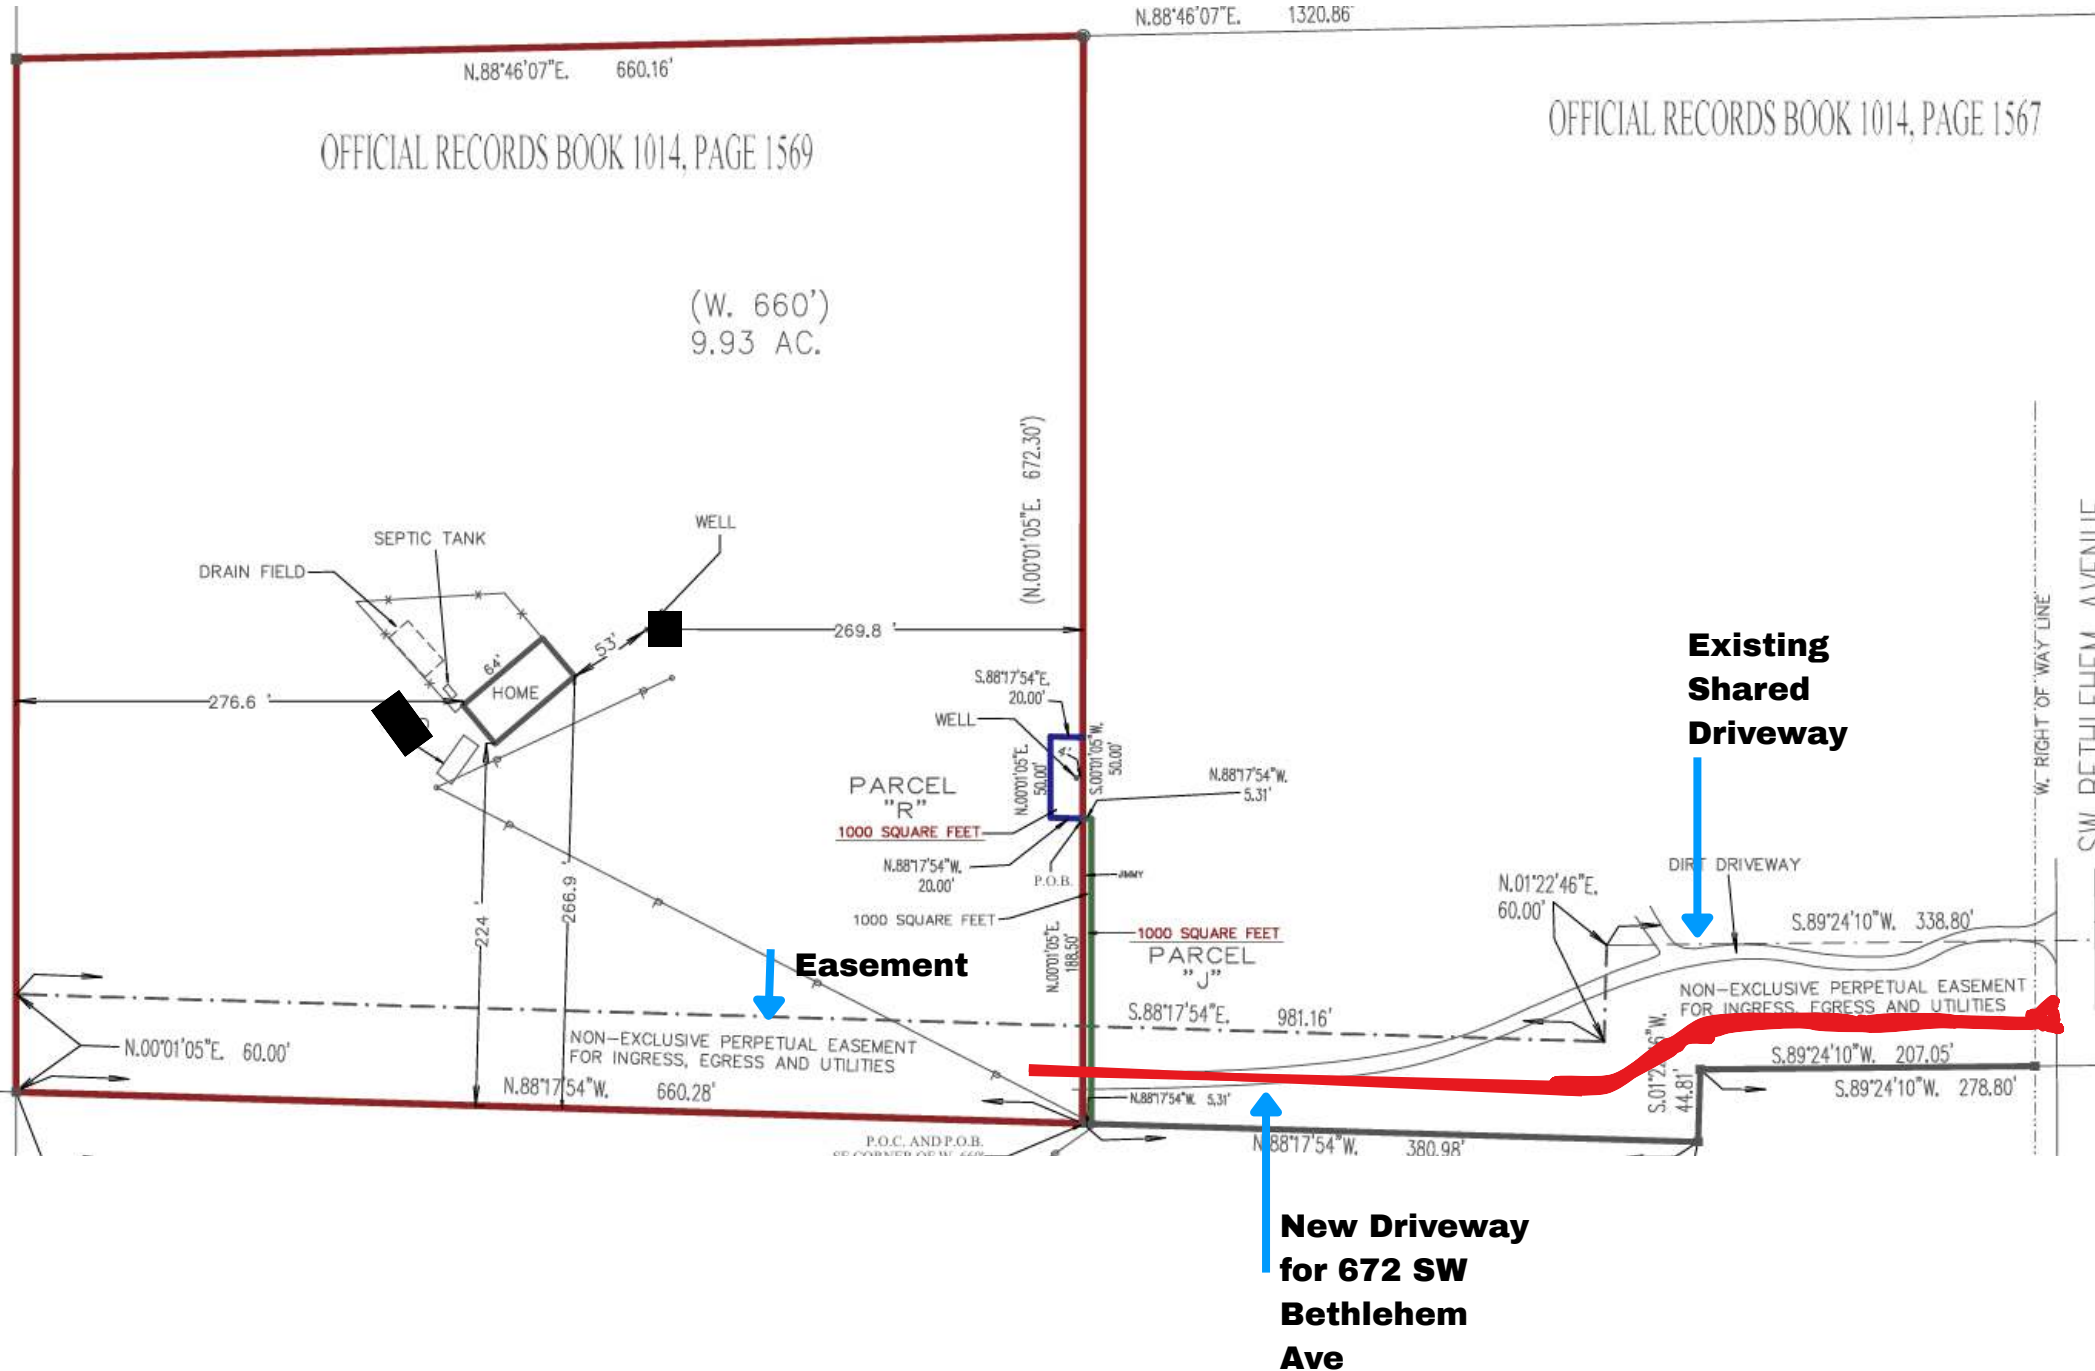 N.88°46'07"E. 1320.86'
N.88°46'07"E. 660.16'
OFFICIAL RECORDS BOOK 1014, PAGE 1569
OFFICIAL RECORDS BOOK 1014, PAGE 1567
(W. 660')
9.93 AC.
(N.00°01'05"E. 672.30')
SEPTIC TANK
WELL
DRAIN FIELD
269.8 '
53'
64'
HOME
276.6 '
S.88°17'54"E.
20.00'
WELL
4'
N.00°01'05"E.
50.00'
S.00°01'05"W.
50.00'
N.88°17'54"W.
5.31'
PARCEL
"R"
1000 SQUARE FEET
N.88°17'54"W.
20.00'
P.O.B.
JIMMY
1000 SQUARE FEET
1000 SQUARE FEET
PARCEL
"J"
N.00°01'05"E.
188.50'
224 '
266.9 '
Existing
Shared
Driveway
W. RIGHT OF WAY LINE
SW BETHLEHEM AVENUE
DIRT DRIVEWAY
N.01°22'46"E.
60.00'
S.89°24'10"W. 338.80'
Easement
NON-EXCLUSIVE PERPETUAL EASEMENT
FOR INGRESS, EGRESS AND UTILITIES
S.88°17'54"E. 981.16'
N.00°01'05"E. 60.00'
NON-EXCLUSIVE PERPETUAL EASEMENT
FOR INGRESS, EGRESS AND UTILITIES
S.89°24'10"W. 207.05'
S.89°24'10"W. 278.80'
44.81'
N.88°17'54"W. 660.28'
N.88°17'54"W. 5.31'
N.88°17'54"W. 380.98'
P.O.C. AND P.O.B.
SE CORNER OF W. 660'
New Driveway
for 672 SW
Bethlehem
Ave